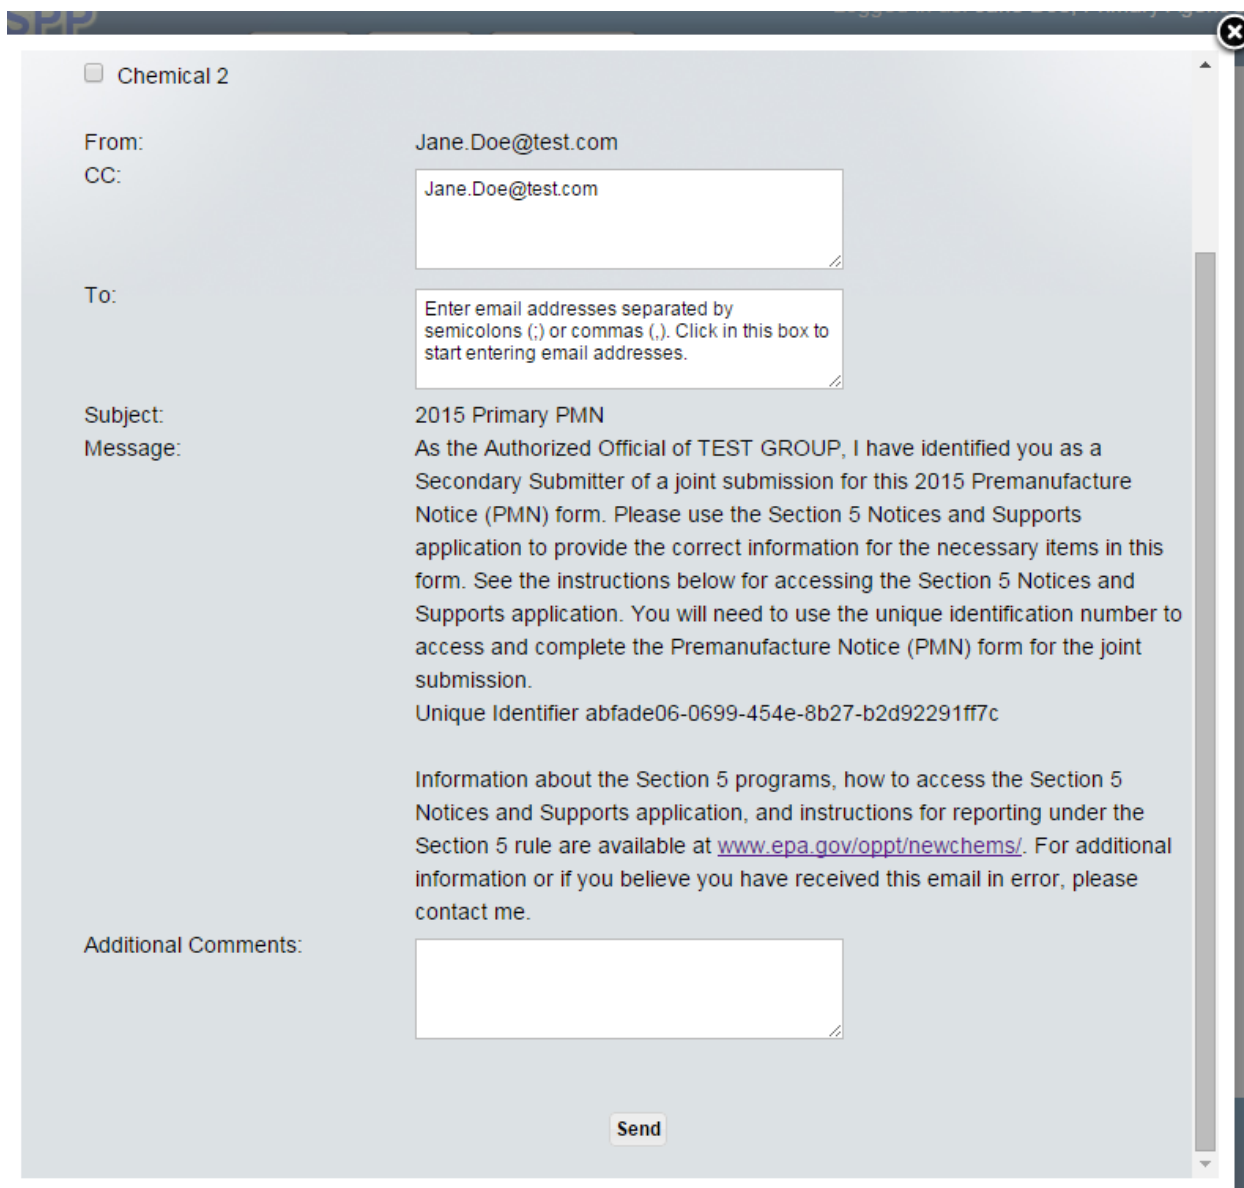 SPP
Chemical 2
From: Jane.Doe@test.com
CC:
Jane.Doe@test.com
To:
Enter email addresses separated by
semicolons (;) or commas (,). Click in this box to
start entering email addresses.
Subject: 2015 Primary PMN
Message: As the Authorized Official of TEST GROUP, I have identified you as a
Secondary Submitter of a joint submission for this 2015 Premanufacture
Notice (PMN) form. Please use the Section 5 Notices and Supports
application to provide the correct information for the necessary items in this
form. See the instructions below for accessing the Section 5 Notices and
Supports application. You will need to use the unique identification number to
access and complete the Premanufacture Notice (PMN) form for the joint
submission.
Unique Identifier abfade06-0699-454e-8b27-b2d92291ff7c
Information about the Section 5 programs, how to access the Section 5
Notices and Supports application, and instructions for reporting under the
Section 5 rule are available at www.epa.gov/oppt/newchems/. For additional
information or if you believe you have received this email in error, please
contact me.
Additional Comments:
Send